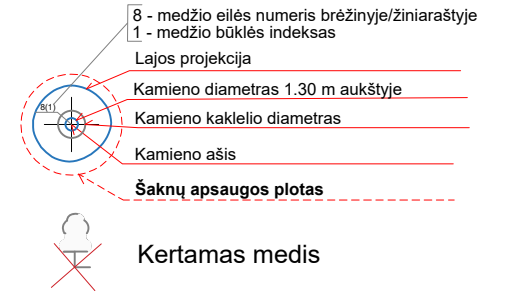 8 - medžio eilės numeris brėžinyje/žiniaraštyje
1 - medžio būklės indeksas
Lajos projekcija
Kamieno diametras 1.30 m aukštyje
8(1)
Kamieno kaklelio diametras
Kamieno ašis
Šaknų apsaugos plotas
Kertamas medis